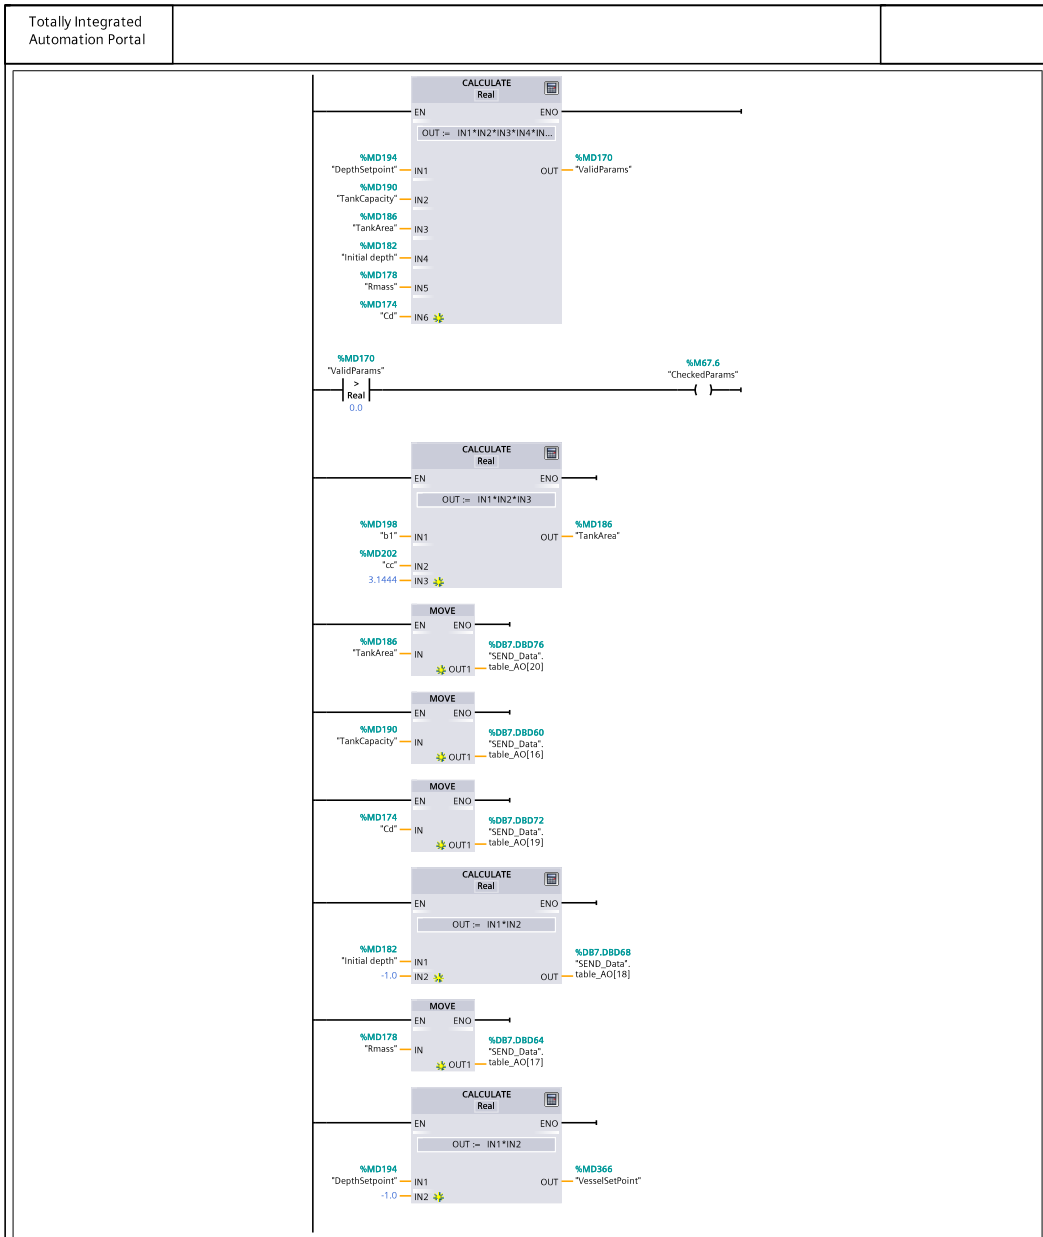 Totally Integrated
Automation Portal
CALCULATE
Real
EN ENO
OUT := IN1*IN2*IN3*IN4*IN...
%MD194
"DepthSetpoint" IN1
%MD170
OUT "ValidParams"
%MD190
"TankCapacity" IN2
%MD186
"TankArea" IN3
%MD182
"Initial depth" IN4
%MD178
"Rmass" IN5
%MD174
"Cd" IN6
%MD170
"ValidParams"
>
Real
0.0
%M67.6
"CheckedParams"
CALCULATE
Real
EN ENO
OUT := IN1*IN2*IN3
%MD198
"b1" IN1
%MD186
OUT "TankArea"
%MD202
"cc" IN2
3.1444 IN3
MOVE
EN ENO
%MD186
"TankArea" IN
%DB7.DBD76
"SEND_Data".
OUT1 table_AO[20]
MOVE
EN ENO
%MD190
"TankCapacity" IN
%DB7.DBD60
"SEND_Data".
OUT1 table_AO[16]
MOVE
EN ENO
%MD174
"Cd" IN
%DB7.DBD72
"SEND_Data".
OUT1 table_AO[19]
CALCULATE
Real
EN ENO
OUT := IN1*IN2
%MD182
"Initial depth" IN1
-1.0 IN2
%DB7.DBD68
"SEND_Data".
OUT table_AO[18]
MOVE
EN ENO
%MD178
"Rmass" IN
%DB7.DBD64
"SEND_Data".
OUT1 table_AO[17]
CALCULATE
Real
EN ENO
OUT := IN1*IN2
%MD194
"DepthSetpoint" IN1
-1.0 IN2
%MD366
OUT "VesselSetPoint"